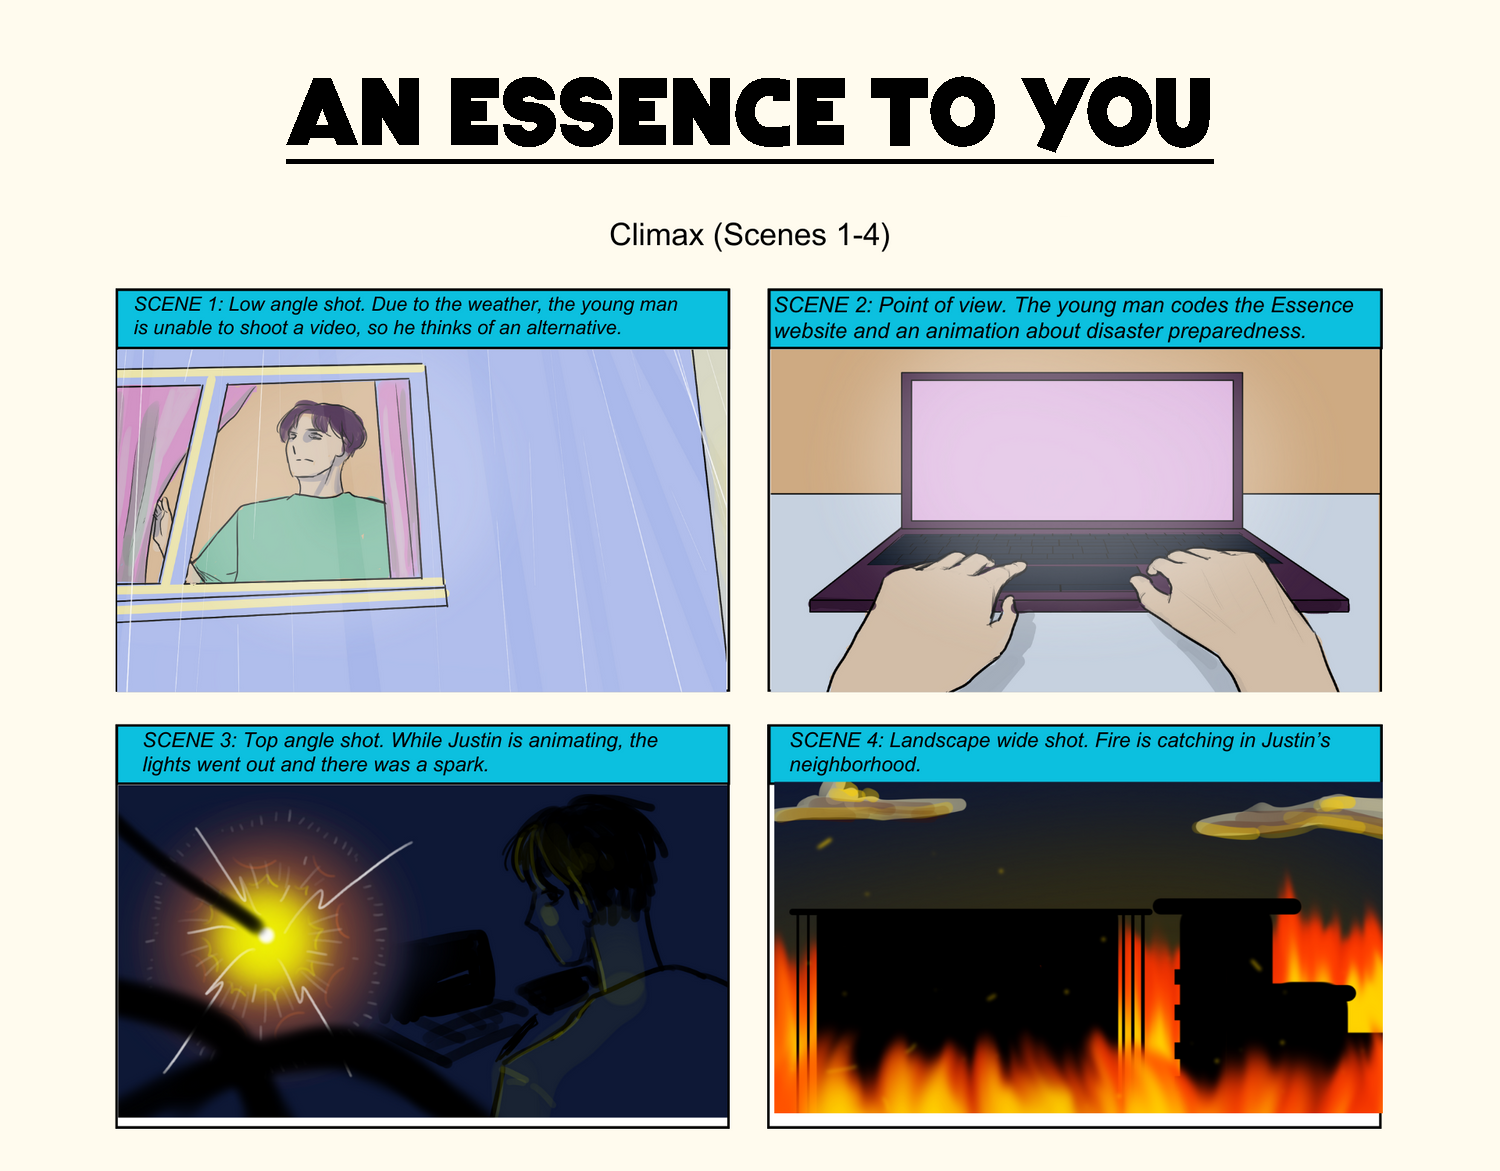 AN ESSENCE TO YOU
Climax (Scenes 1-4)
SCENE 1: Low angle shot. Due to the weather, the young man
is unable to shoot a video, so he thinks of an alternative.
SCENE 2: Point of view. The young man codes the Essence
website and an animation about disaster preparedness.
SCENE 3: Top angle shot. While Justin is animating, the
lights went out and there was a spark.
SCENE 4: Landscape wide shot. Fire is catching in Justin’s
neighborhood.